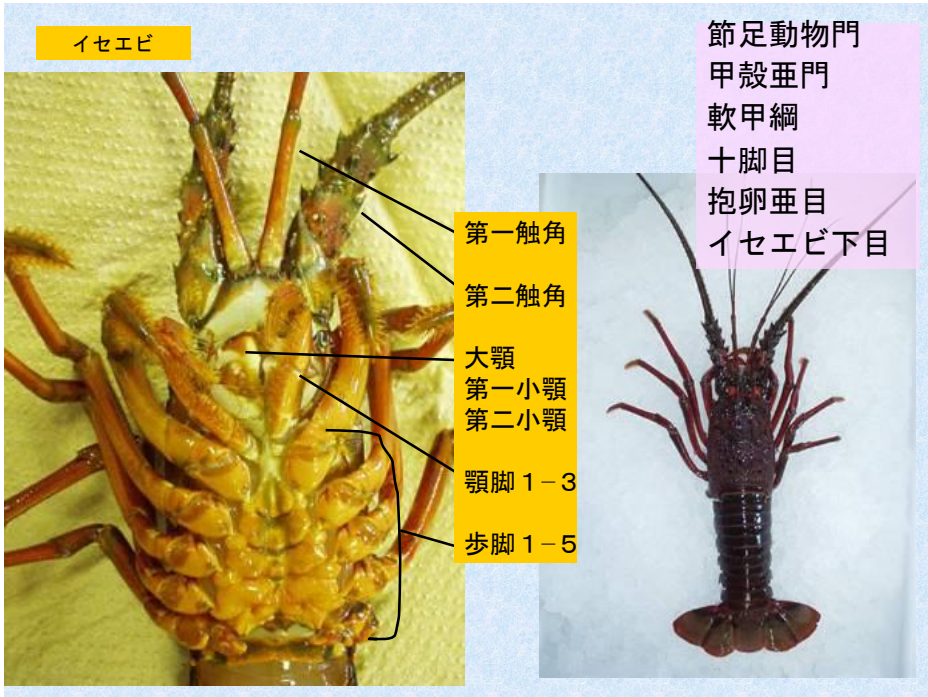 イセエビ
節足動物門
甲殻亜門
軟甲綱
十脚目
抱卵亜目
イセエビ下目
第一触角
第二触角
大顎
第一小顎
第二小顎
顎脚１−３
歩脚１−５